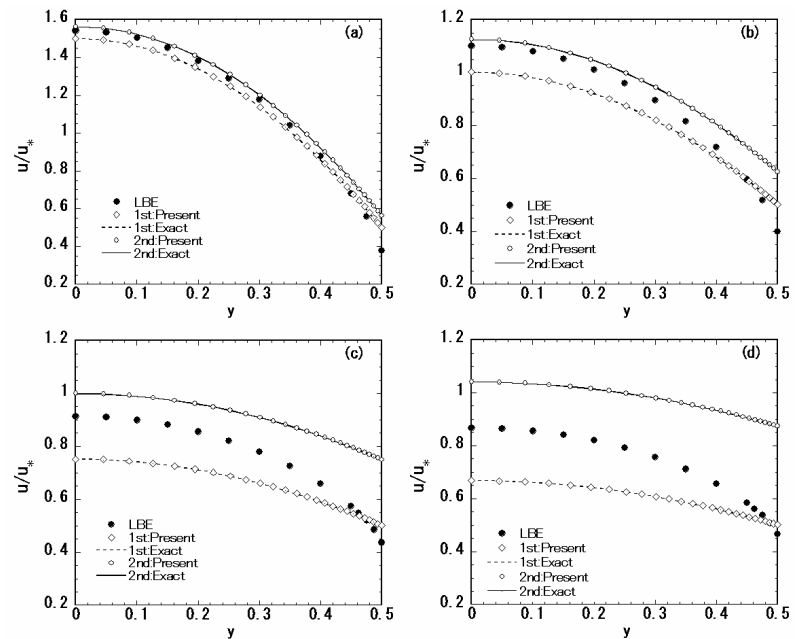 (a)
u/u*
1.6
1.4
1.2
1
0.8
0.6
0.4
0.2
LBE
1st:Present
1st:Exact
2nd:Present
2nd:Exact
0 0.1 0.2 0.3 0.4 0.5
y
(b)
u/u*
1.4
1.2
1
0.8
0.6
0.4
0.2
LBE
1st:Present
1st:Exact
2nd:Present
2nd:Exact
0 0.1 0.2 0.3 0.4 0.5
y
(c)
u/u*
1.2
1
0.8
0.6
0.4
0.2
LBE
1st:Present
1st:Exact
2nd:Present
2nd:Exact
0 0.1 0.2 0.3 0.4 0.5
y
(d)
u/u*
1.2
1
0.8
0.6
0.4
0.2
LBE
1st:Present
1st:Exact
2nd:Present
2nd:Exact
0 0.1 0.2 0.3 0.4 0.5
y